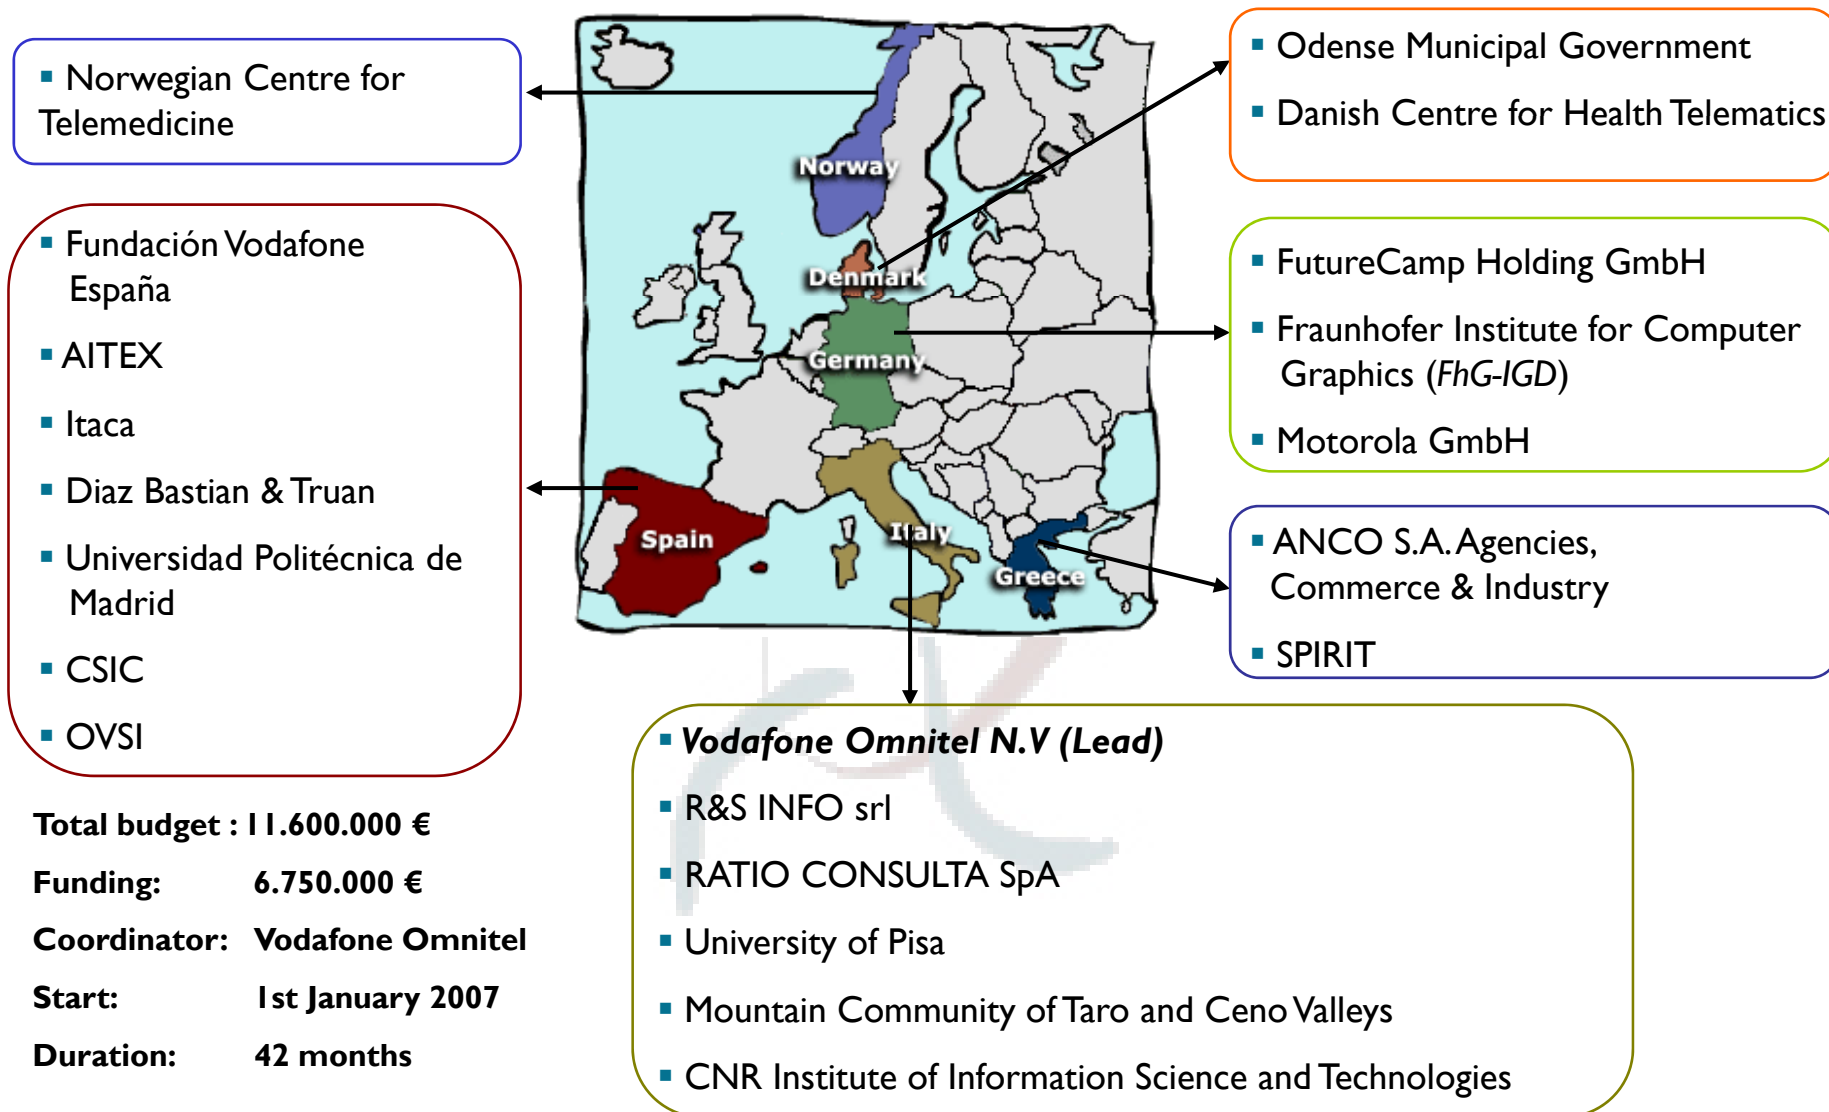 ▪ Norwegian Centre for
Telemedicine
▪ Fundación Vodafone
España
▪ AITEX
▪ Itaca
▪ Diaz Bastian & Truan
▪ Universidad Politécnica de
Madrid
▪ CSIC
▪ OVSI
Norway
Denmark
Germany
Spain
Italy
Greece
▪ Odense Municipal Government
▪ Danish Centre for Health Telematics
▪ FutureCamp Holding GmbH
▪ Fraunhofer Institute for Computer
Graphics (FhG-IGD)
▪ Motorola GmbH
▪ ANCO S.A. Agencies,
Commerce & Industry
▪ SPIRIT
▪ Vodafone Omnitel N.V (Lead)
▪ R&S INFO srl
▪ RATIO CONSULTA SpA
▪ University of Pisa
▪ Mountain Community of Taro and Ceno Valleys
▪ CNR Institute of Information Science and Technologies
Total budget : 11.600.000 €
Funding: 6.750.000 €
Coordinator: Vodafone Omnitel
Start: 1st January 2007
Duration: 42 months